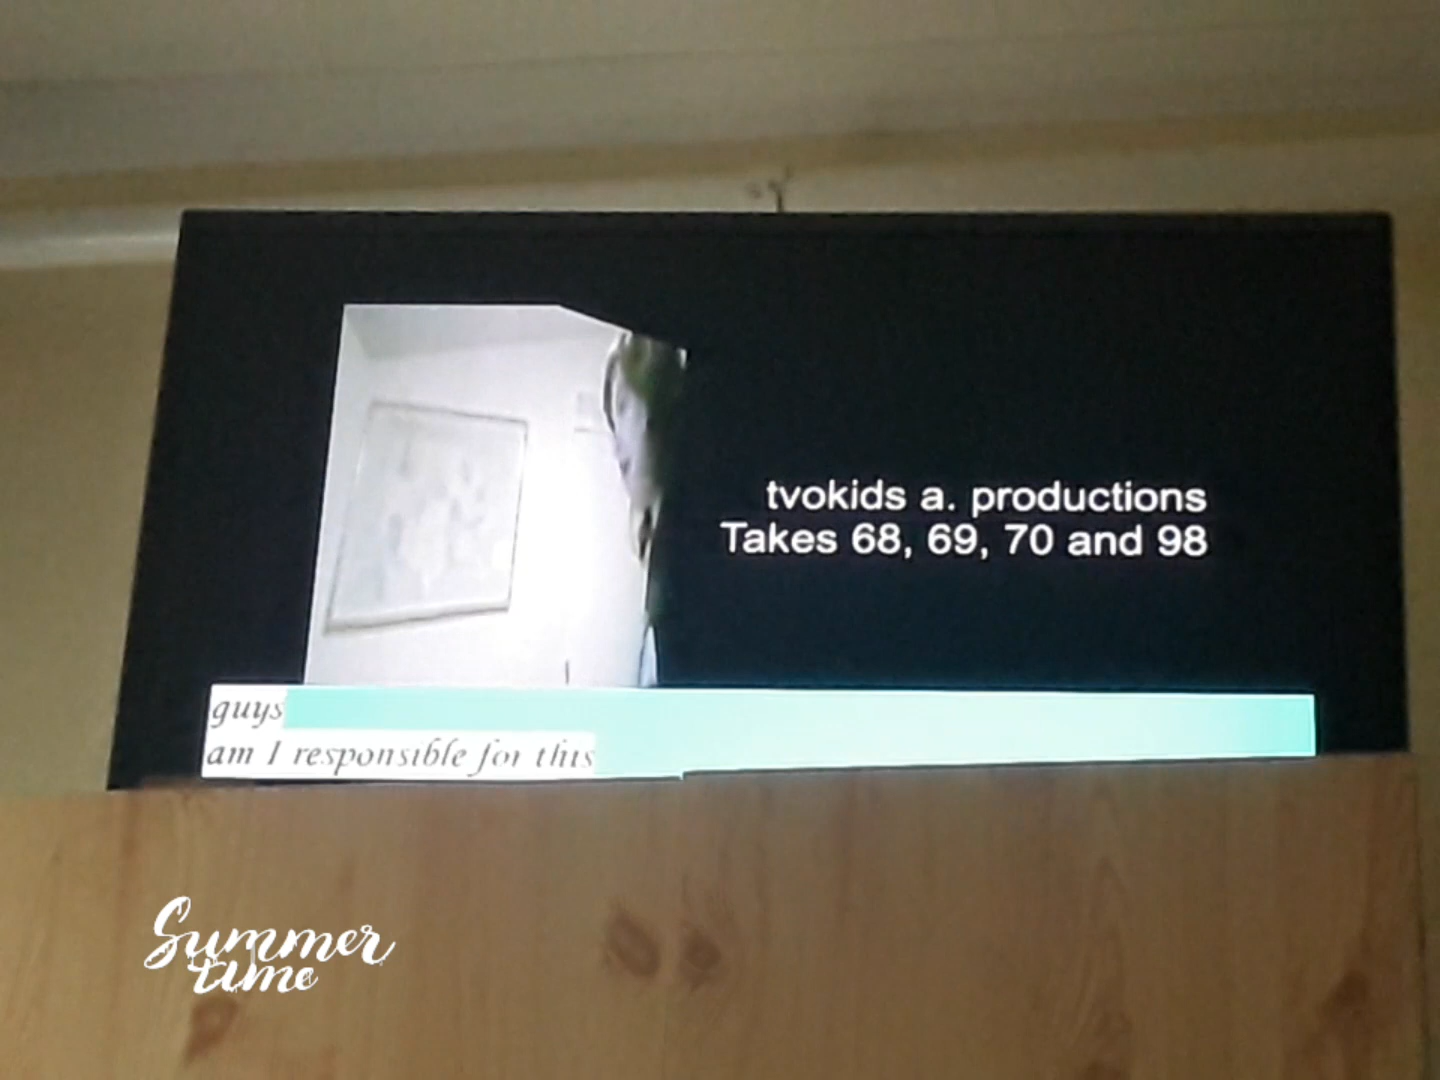 tvokids a. productions
Takes 68, 69, 70 and 98
guys
am I responsible for this
Summer
time